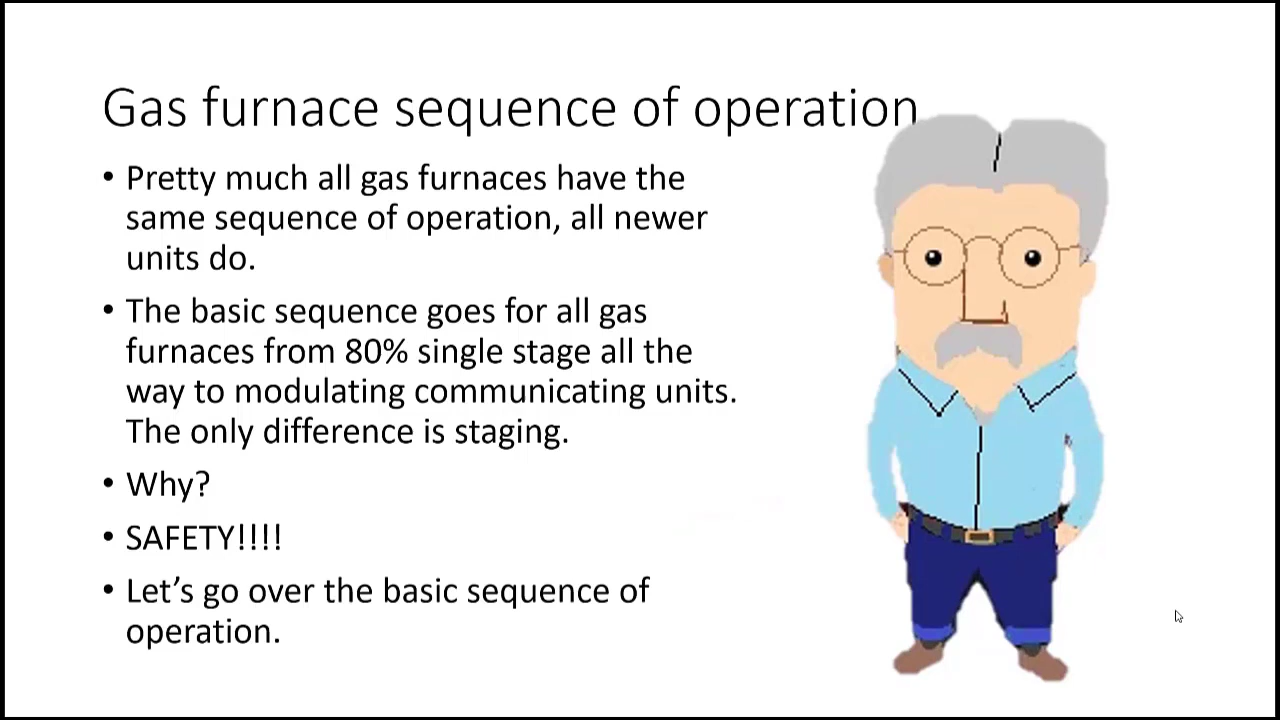 Gas furnace sequence of operation
• Pretty much all gas furnaces have the
same sequence of operation, all newer
units do.
• The basic sequence goes for all gas
furnaces from 80% single stage all the
way to modulating communicating units.
The only difference is staging.
• Why?
• SAFETY!!!!
• Let’s go over the basic sequence of
operation.